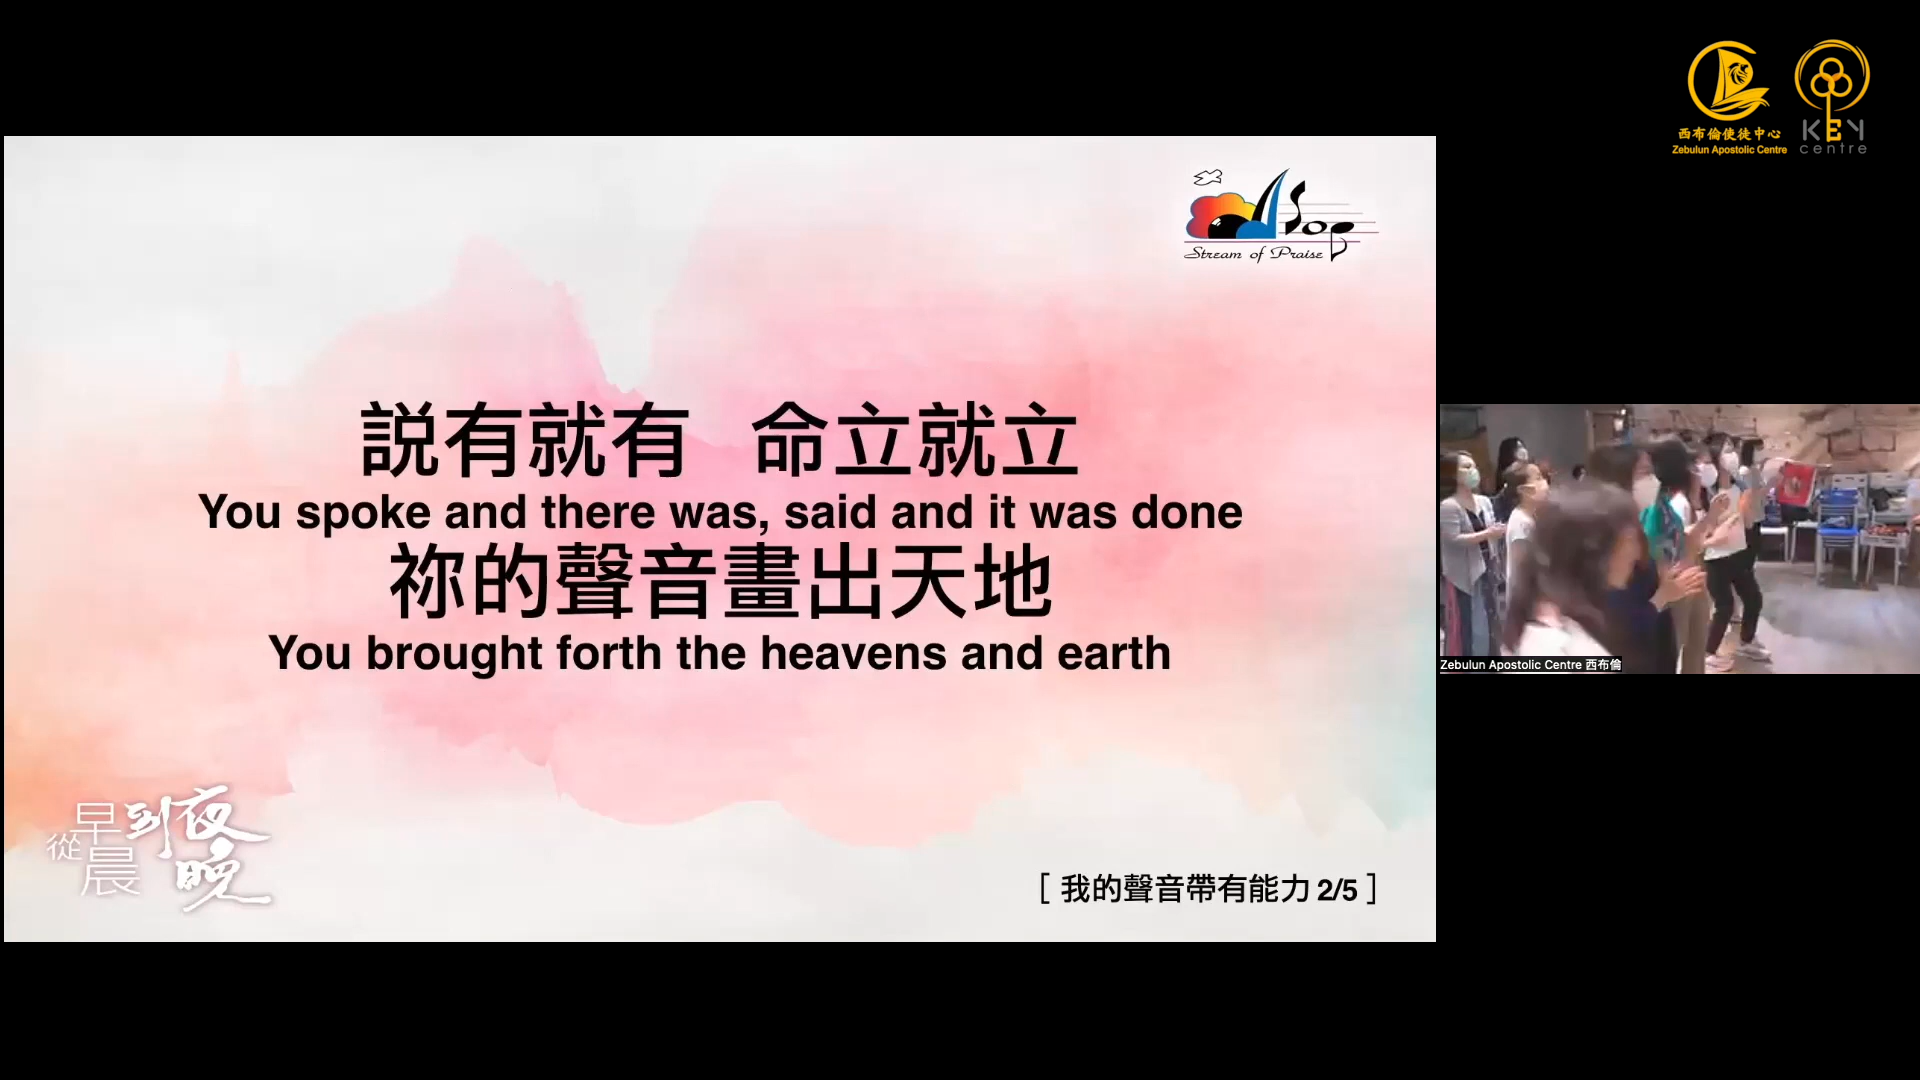 西布倫使徒中心
Zebulun Apostolic Centre
KEY
centre
SOP
Stream of Praise
説有就有 命立就立
You spoke and there was, said and it was done
祢的聲音畫出天地
You brought forth the heavens and earth
Zebulun Apostolic Centre 西布倫
從早晨到夜晚
[ 我的聲音帶有能力 2/5 ]